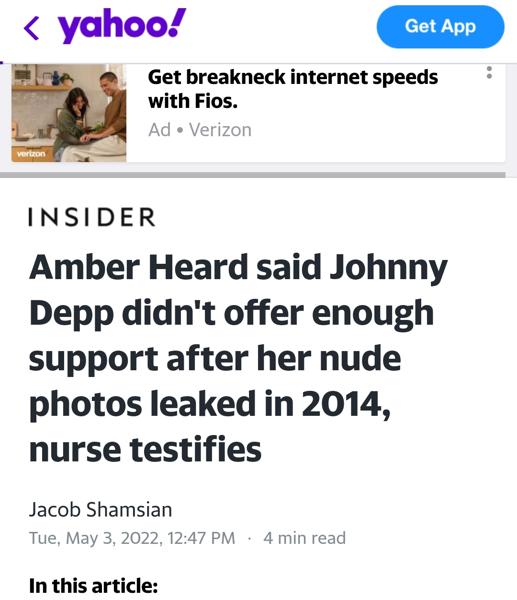 yahoo!
Get App
Get breakneck internet speeds
with Fios.
Ad • Verizon
verizon
INSIDER
Amber Heard said Johnny
Depp didn't offer enough
support after her nude
photos leaked in 2014,
nurse testifies
Jacob Shamsian
Tue, May 3, 2022, 12:47 PM · 4 min read
In this article: